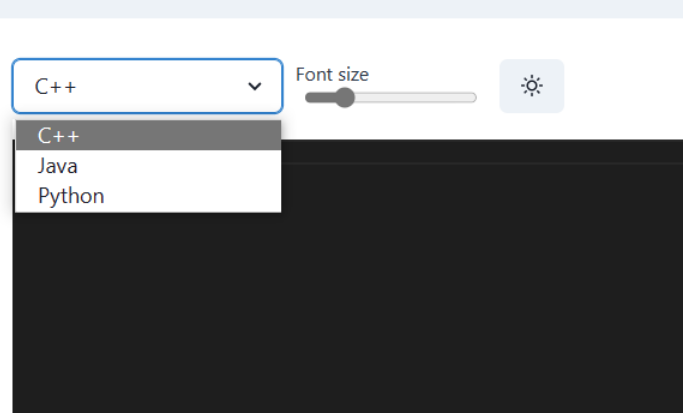 C++
Font size
C++
Java
Python